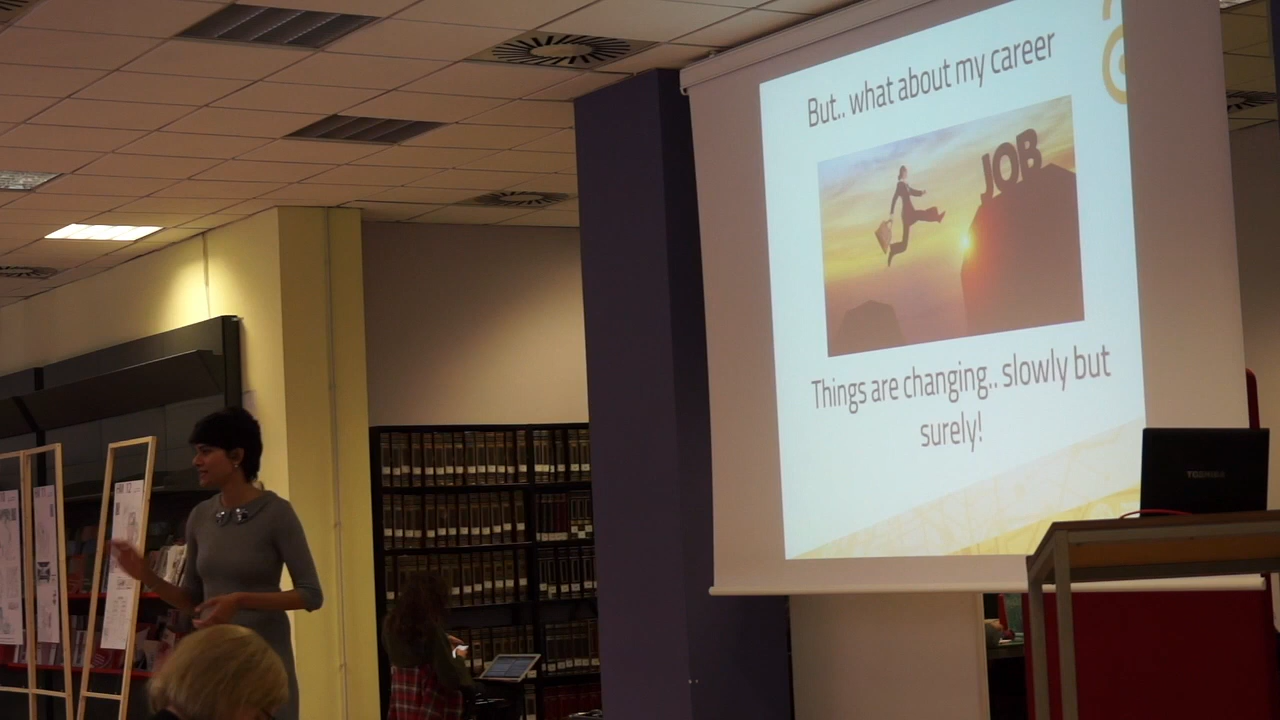 But.. what about my career
JOB
Things are changing.. slowly but
surely!
TOSHIBA